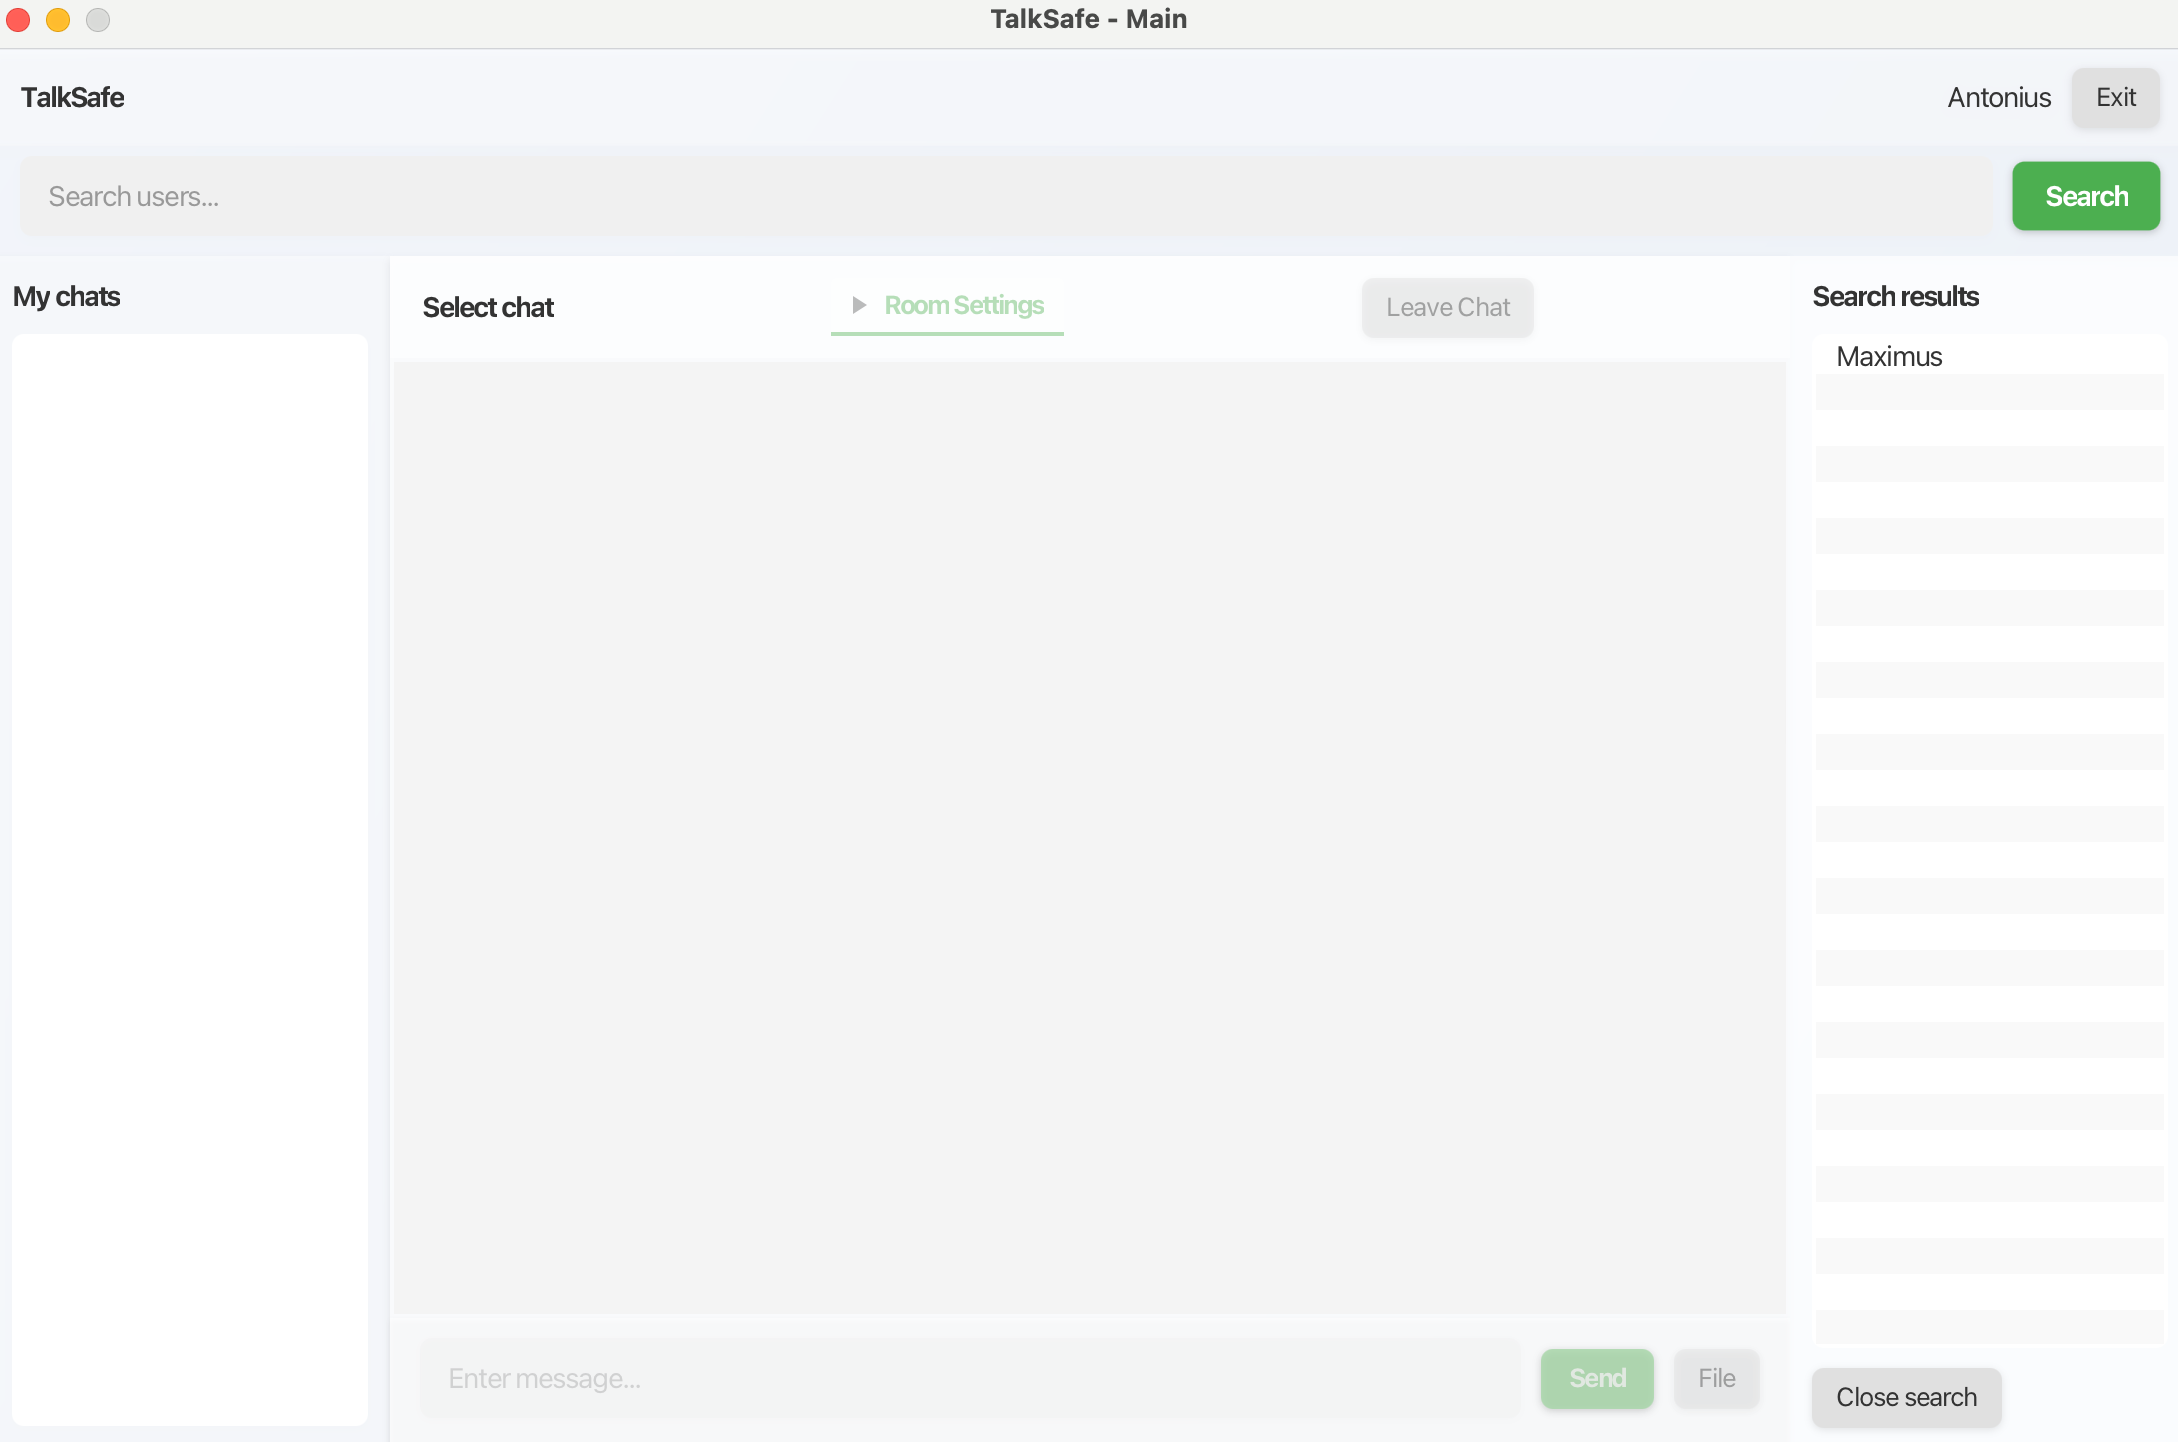 TalkSafe - Main
TalkSafe
Antonius
Exit
Search users...
Search
My chats
Select chat
Room Settings
Leave Chat
Search results
Maximus
Enter message...
Send
File
Close search